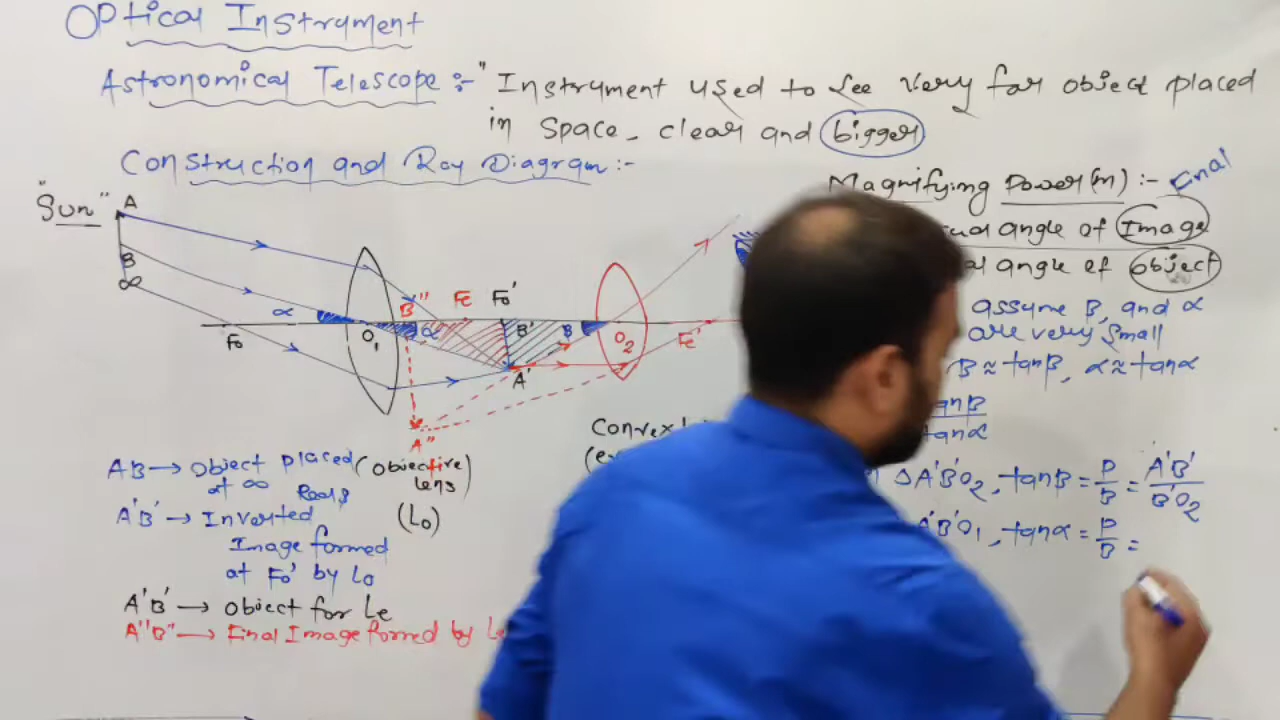 Optical Instrument
Astronomical Telescope :- "Instrument used to see very far object placed
in space, clear and bigger
Construction and Ray Diagram :-
Magnifying Power(m) :- Final
angle of Image
angle of object
"Sun" A
B
∞
α
Fo
O1
B" α
Fe
Fo'
B'
A'
A"
B
O2
Fe'
assume B, and α
are very small
B ≈ tanβ, α ≈ tanα
tanβ
tanα
ΔA'B'O2, tanB = P/B = A'B'/B'O2
A'B'O1, tanα = P/B =
Convex
AB → Object placed
at ∞
(Objective
lens)
(Lo)
A'B' → Real &
Inverted
Image formed
at Fo' by Lo
A'B' → object for Le
A"B" → Final Image formed by